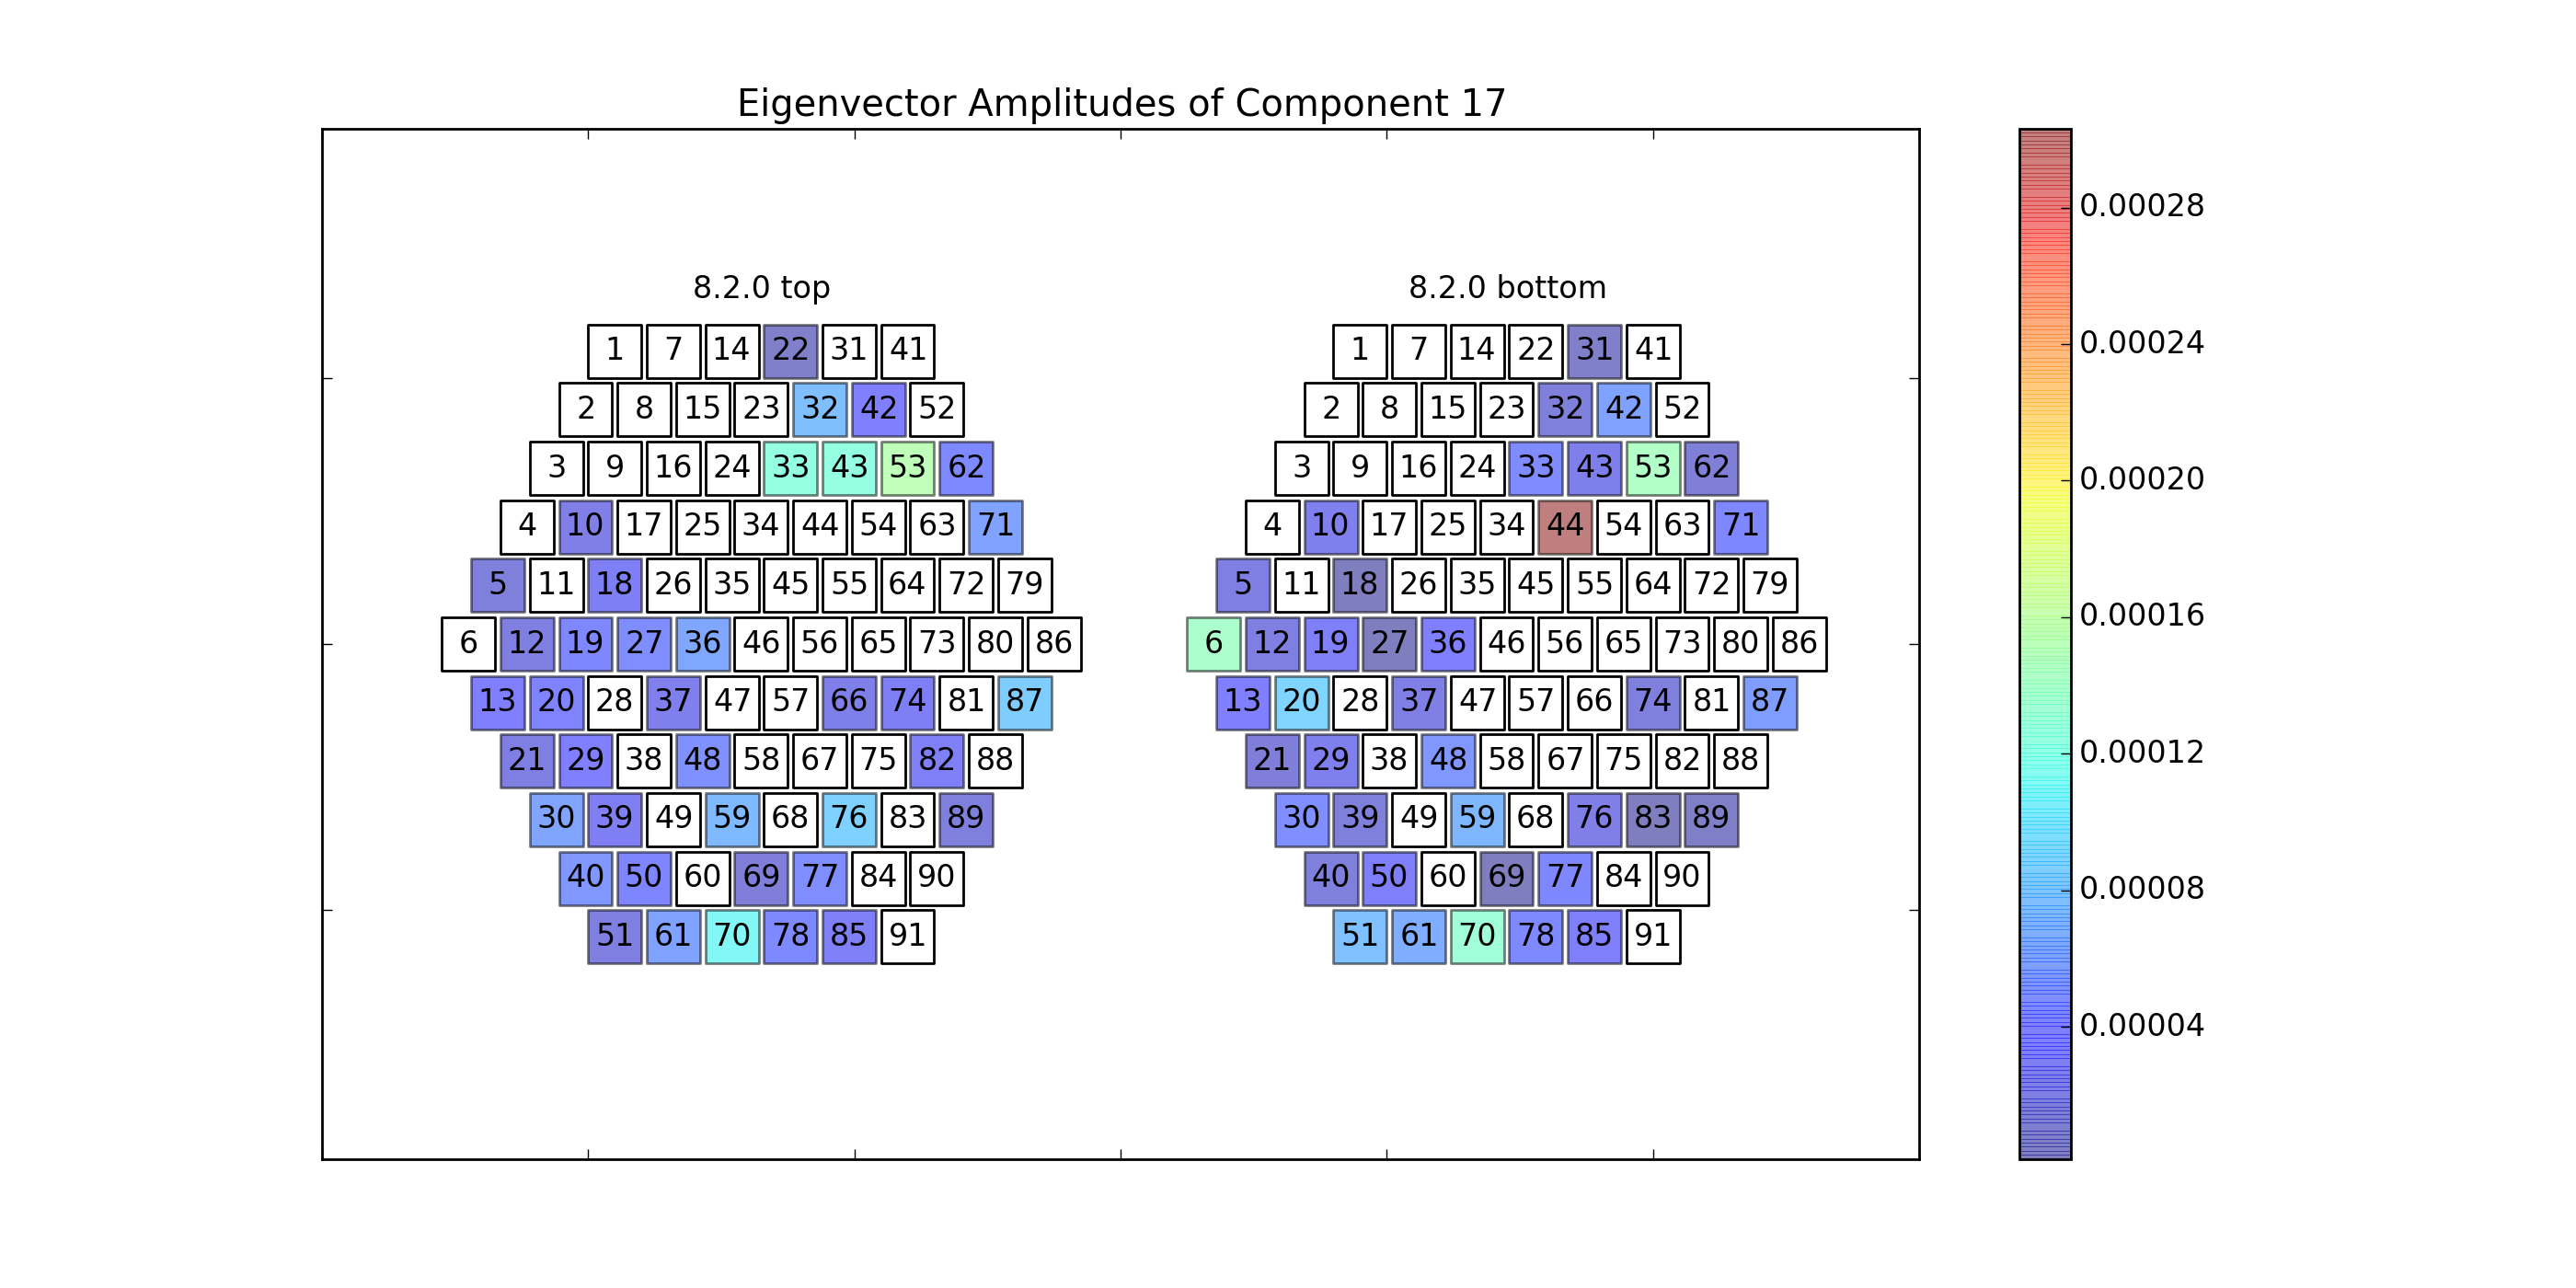 Eigenvector Amplitudes of Component 17
8.2.0 top
1 7 14 22 31 41
2 8 15 23 32 42 52
3 9 16 24 33 43 53 62
4 10 17 25 34 44 54 63 71
5 11 18 26 35 45 55 64 72 79
6 12 19 27 36 46 56 65 73 80 86
13 20 28 37 47 57 66 74 81 87
21 29 38 48 58 67 75 82 88
30 39 49 59 68 76 83 89
40 50 60 69 77 84 90
51 61 70 78 85 91
8.2.0 bottom
1 7 14 22 31 41
2 8 15 23 32 42 52
3 9 16 24 33 43 53 62
4 10 17 25 34 44 54 63 71
5 11 18 26 35 45 55 64 72 79
6 12 19 27 36 46 56 65 73 80 86
13 20 28 37 47 57 66 74 81 87
21 29 38 48 58 67 75 82 88
30 39 49 59 68 76 83 89
40 50 60 69 77 84 90
51 61 70 78 85 91
0.00028
0.00024
0.00020
0.00016
0.00012
0.00008
0.00004